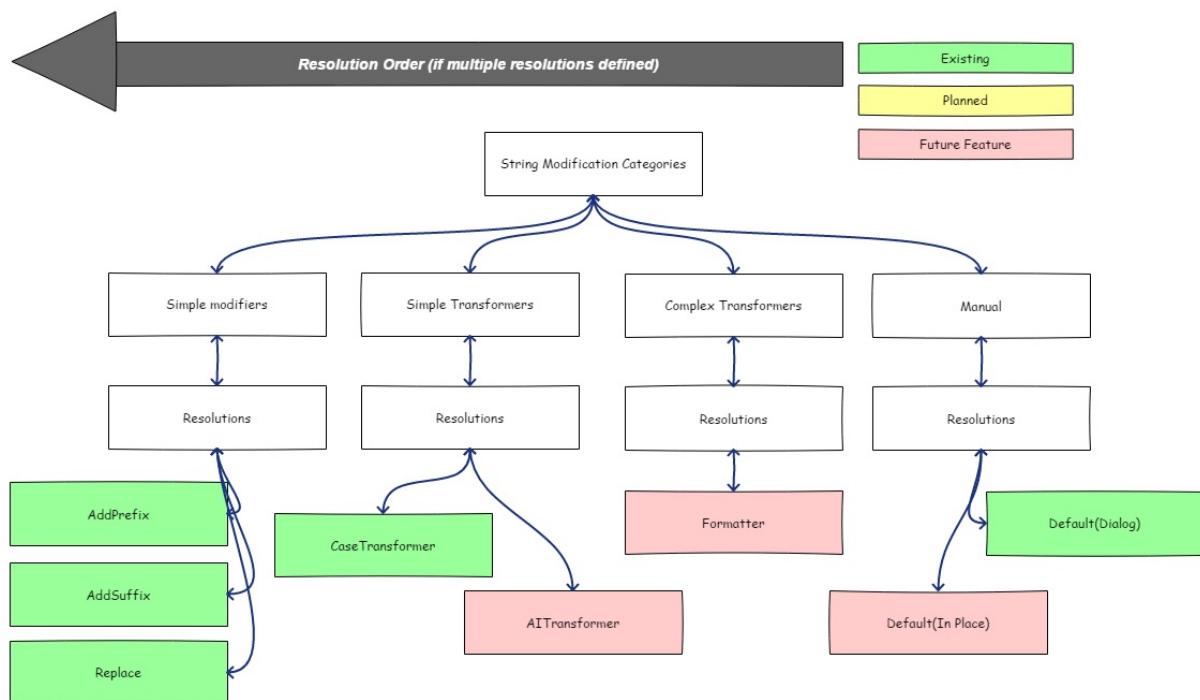 Resolution Order (if multiple resolutions defined)
Existing
Planned
Future Feature
String Modification Categories
Simple modifiers
Simple Transformers
Complex Transformers
Manual
Resolutions
Resolutions
Resolutions
Resolutions
AddPrefix
CaseTransformer
Formatter
Default(Dialog)
AddSuffix
AITransformer
Default(In Place)
Replace